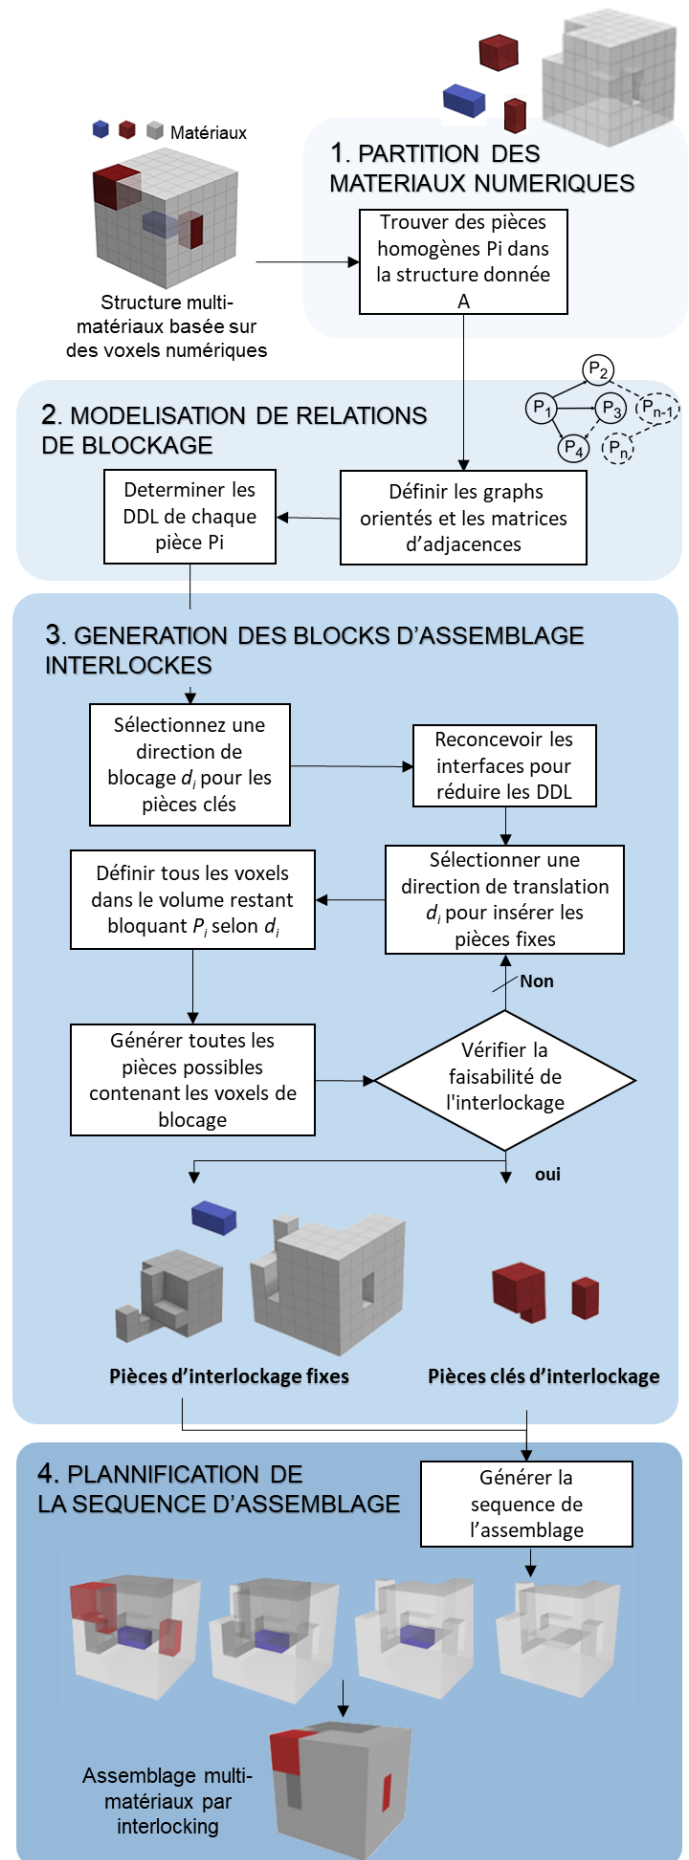 1. PARTITION DES
MATERIAUX NUMERIQUES
Matériaux
Trouver des pièces
homogènes Pi dans
la structure donnée
A
Structure multi-
matériaux basée sur
des voxels numériques
2. MODELISATION DE RELATIONS
DE BLOCKAGE
P1
P2
P3
P4
Pn-1
Pn
Définir les graphs
orientés et les matrices
d'adjacences
Determiner les
DDL de chaque
pièce Pi
3. GENERATION DES BLOCKS D'ASSEMBLAGE
INTERLOCKES
Sélectionnez une
direction de
blocage di pour les
pièces clés
Reconcevoir les
interfaces pour
réduire les DDL
Sélectionner une
direction de translation
di pour insérer les
pièces fixes
Définir tous les voxels
dans le volume restant
bloquant Pi selon di
Générer toutes les
pièces possibles
contenant les voxels de
blocage
Vérifier la
faisabilité de
l'interlockage
Non
oui
Pièces d'interlockage fixes
Pièces clés d'interlockage
4. PLANNIFICATION DE
LA SEQUENCE D'ASSEMBLAGE
Générer la
sequence de
l'assemblage
Assemblage multi-
matériaux par
interlocking